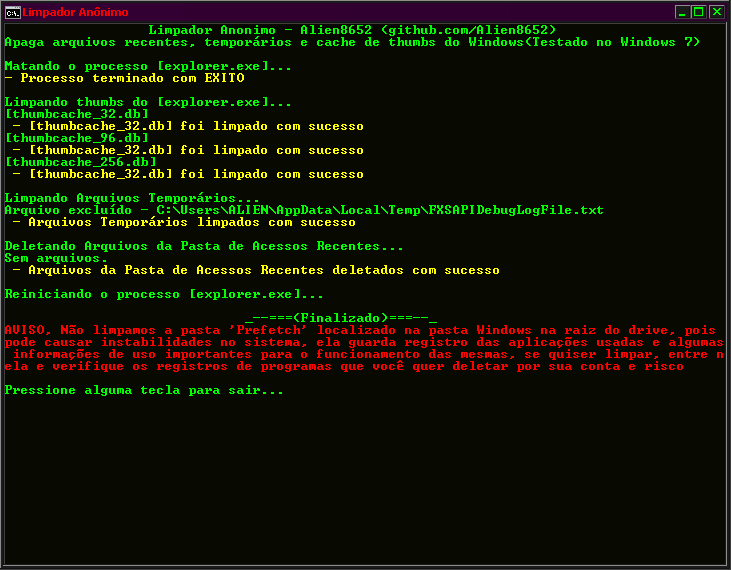 Limpador Anônimo
Limpador Anonimo - Alien8652 (github.com/Alien8652)
Apaga arquivos recentes, temporários e cache de thumbs do Windows(Testado no Windows 7)
Matando o processo [explorer.exe]...
- Processo terminado com EXITO
Limpando thumbs do [explorer.exe]...
[thumbcache_32.db]
- [thumbcache_32.db] foi limpado com sucesso
[thumbcache_96.db]
- [thumbcache_32.db] foi limpado com sucesso
[thumbcache_256.db]
- [thumbcache_32.db] foi limpado com sucesso
Limpando Arquivos Temporários...
Arquivo excluído - C:\Users\ALIEN\AppData\Local\Temp\FXSAPIDebugLogFile.txt
- Arquivos Temporários limpados com sucesso
Deletando Arquivos da Pasta de Acessos Recentes...
Sem arquivos.
- Arquivos da Pasta de Acessos Recentes deletados com sucesso
Reiniciando o processo [explorer.exe]...
_--===(Finalizado)===--_
AVISO, Não limpamos a pasta 'Prefetch' localizado na pasta Windows na raiz do drive, pois
pode causar instabilidades no sistema, ela guarda registro das aplicações usadas e algumas
informações de uso importantes para o funcionamento das mesmas, se quiser limpar, entre n
ela e verifique os registros de programas que você quer deletar por sua conta e risco
Pressione alguma tecla para sair...